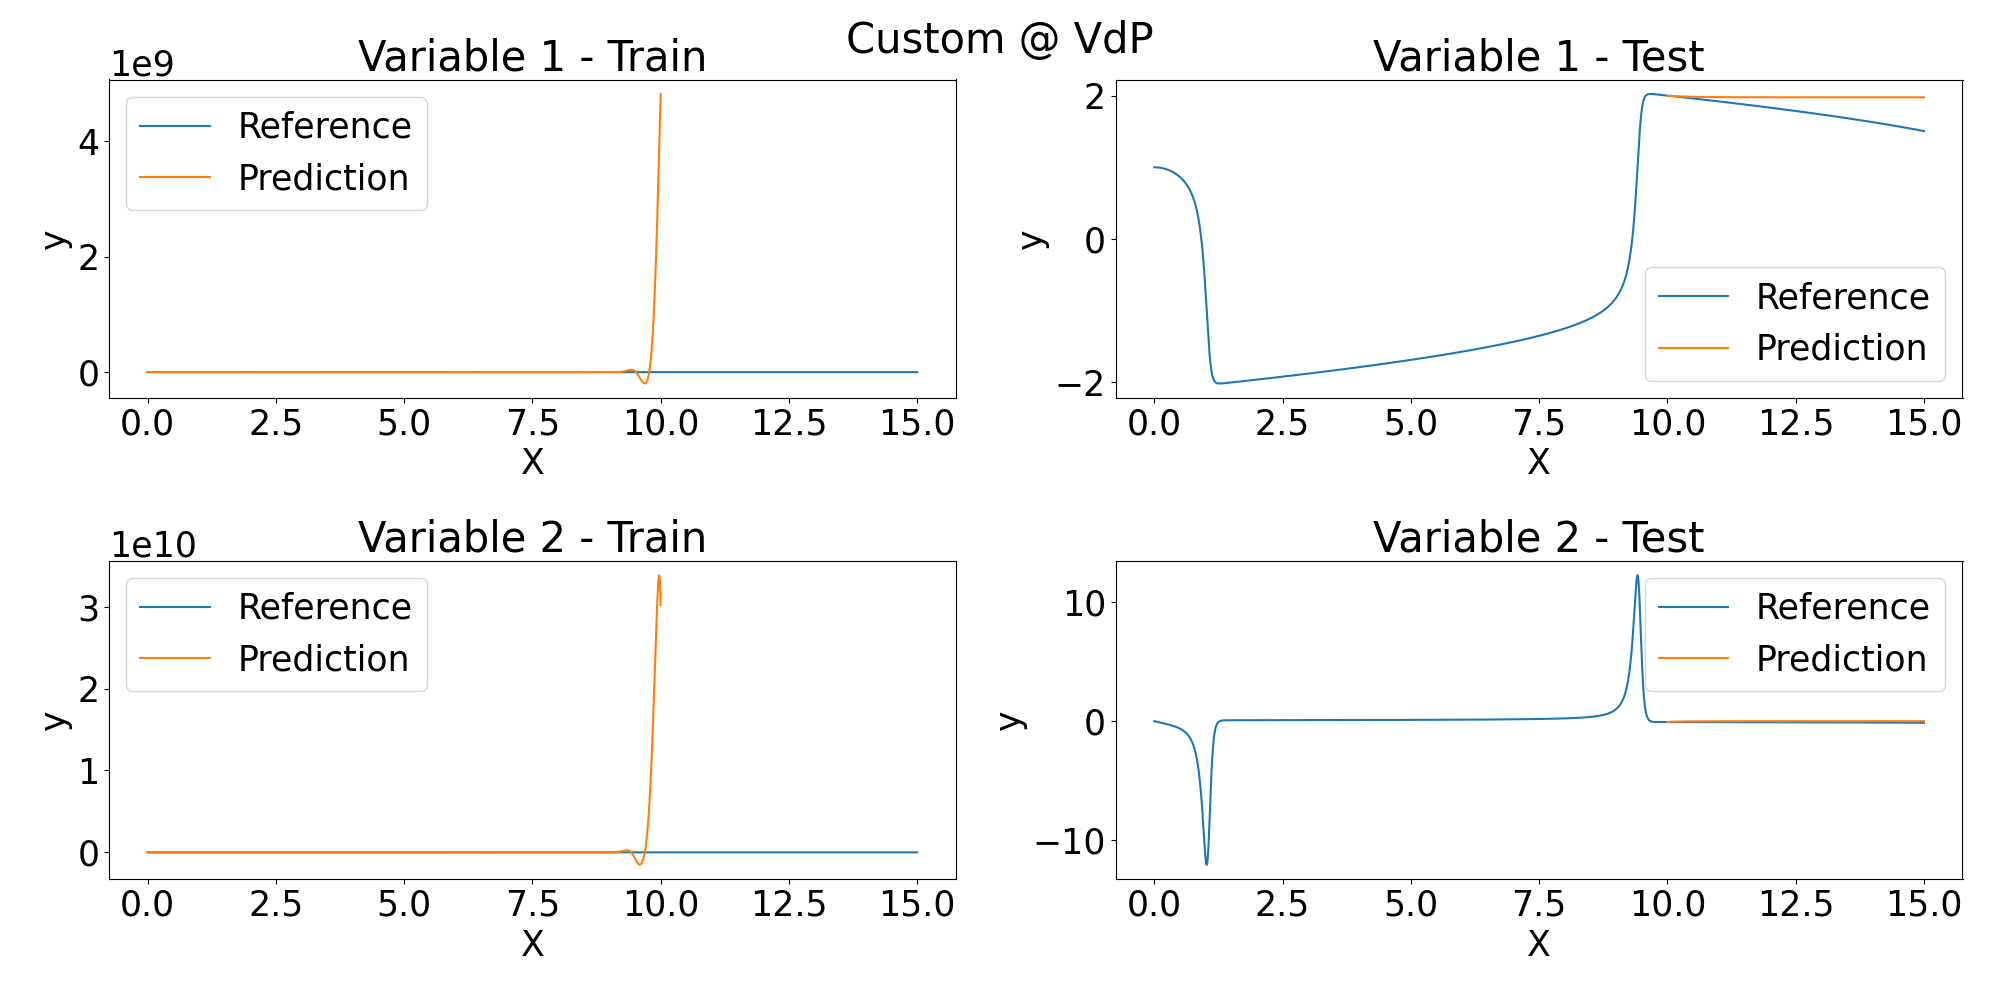 Custom @ VdP
Variable 1 - Train
1e9
Reference
Prediction
4
2
0
y
0.0 2.5 5.0 7.5 10.0 12.5 15.0
X
Variable 1 - Test
2
0
−2
y
Reference
Prediction
0.0 2.5 5.0 7.5 10.0 12.5 15.0
X
Variable 2 - Train
1e10
Reference
Prediction
3
2
1
0
y
0.0 2.5 5.0 7.5 10.0 12.5 15.0
X
Variable 2 - Test
10
0
−10
y
Reference
Prediction
0.0 2.5 5.0 7.5 10.0 12.5 15.0
X